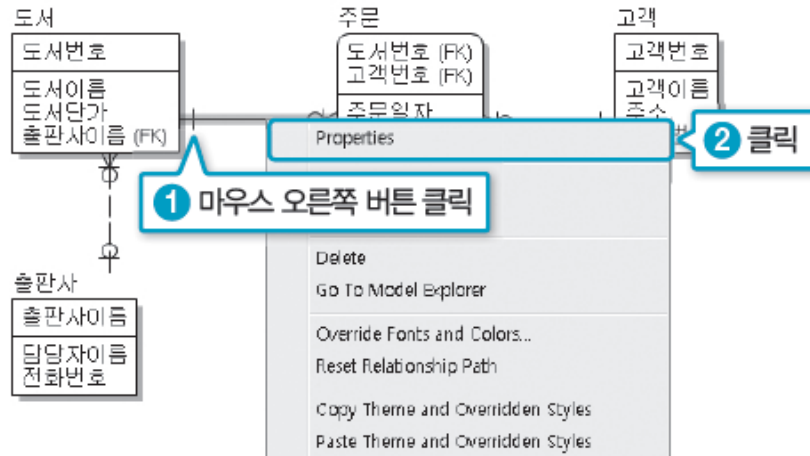 도서
도서번호
도서이름
도서단가
출판사이름 (FK)
주문
도서번호 (FK)
고객번호 (FK)
주문일자
고객
고객번호
고객이름
주소
① 마우스 오른쪽 버튼 클릭
② 클릭
Properties
Delete
Go To Model Explorer
Override Fonts and Colors...
Reset Relationship Path
Copy Theme and Overridden Styles
Paste Theme and Overridden Styles
출판사
출판사이름
담당자이름
전화번호